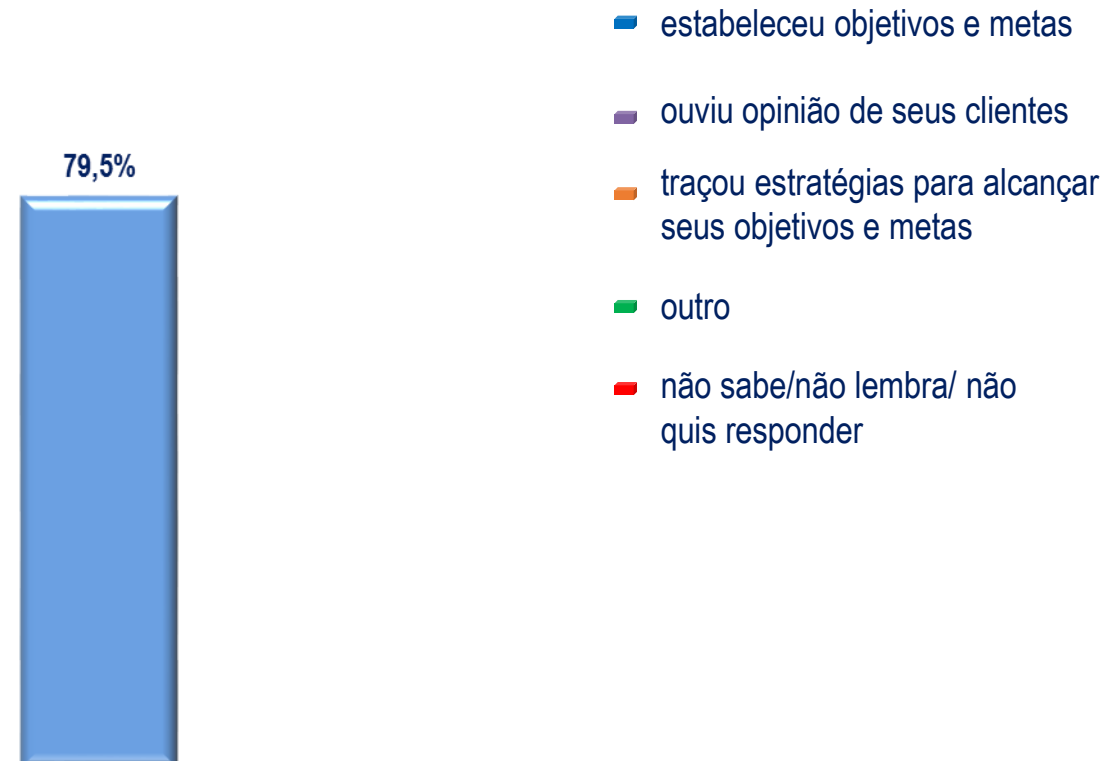 estabeleceu objetivos e metas
ouviu opinião de seus clientes
79,5%
traçou estratégias para alcançar
seus objetivos e metas
outro
não sabe/não lembra/ não
quis responder